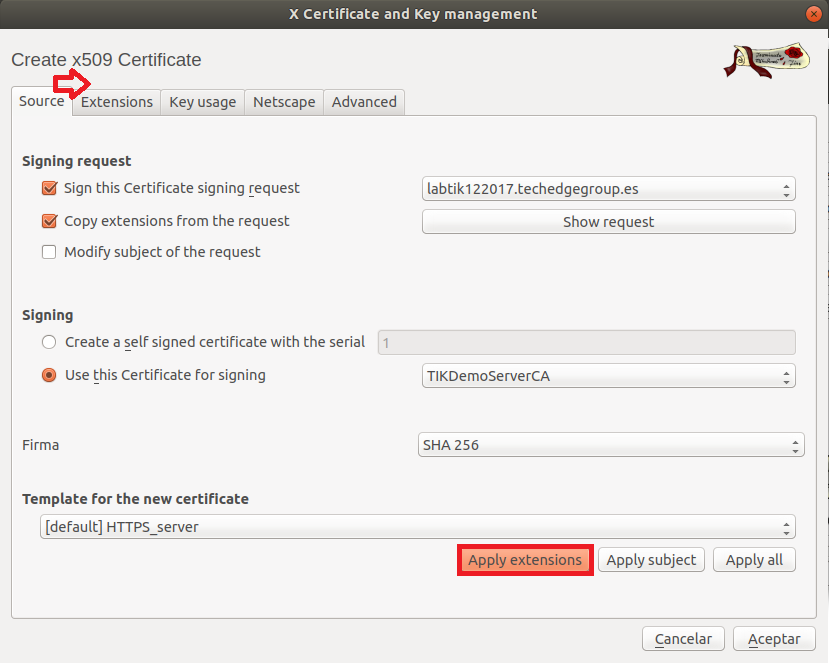 X Certificate and Key management
Create x509 Certificate
Source Extensions Key usage Netscape Advanced
Signing request
Sign this Certificate signing request labtik122017.techedgegroup.es
Copy extensions from the request Show request
Modify subject of the request
Signing
Create a self signed certificate with the serial 1
Use this Certificate for signing TIKDemoServerCA
Firma SHA 256
Template for the new certificate
[default] HTTPS_server
Apply extensions Apply subject Apply all
Cancelar Aceptar